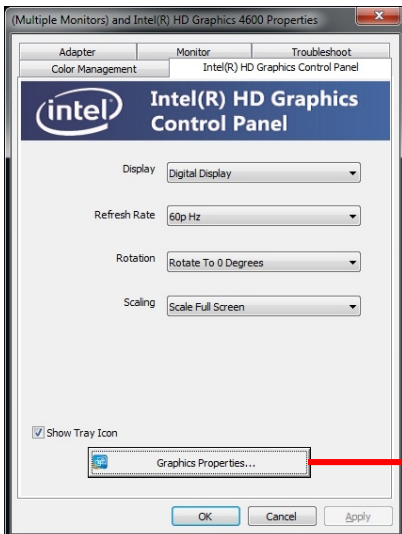 (Multiple Monitors) and Intel(R) HD Graphics 4600 Properties
Adapter Monitor Troubleshoot
Color Management Intel(R) HD Graphics Control Panel
intel Intel(R) HD Graphics
Control Panel
Display Digital Display
Refresh Rate 60p Hz
Rotation Rotate To 0 Degrees
Scaling Scale Full Screen
Show Tray Icon
Graphics Properties...
OK Cancel Apply